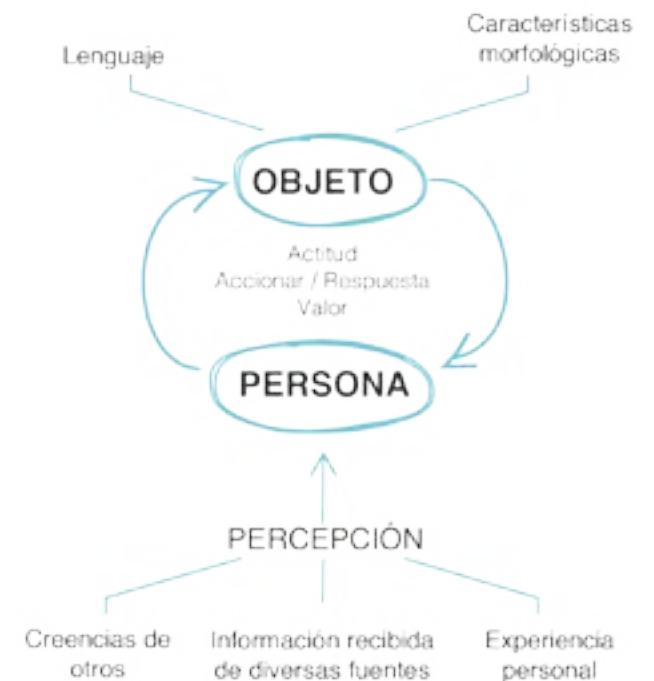 Características
morfológicas
Lenguaje
OBJETO
Actitud
Accionar / Respuesta
Valor
PERSONA
PERCEPCIÓN
Creencias de
otros
Información recibida
de diversas fuentes
Experiencia
personal